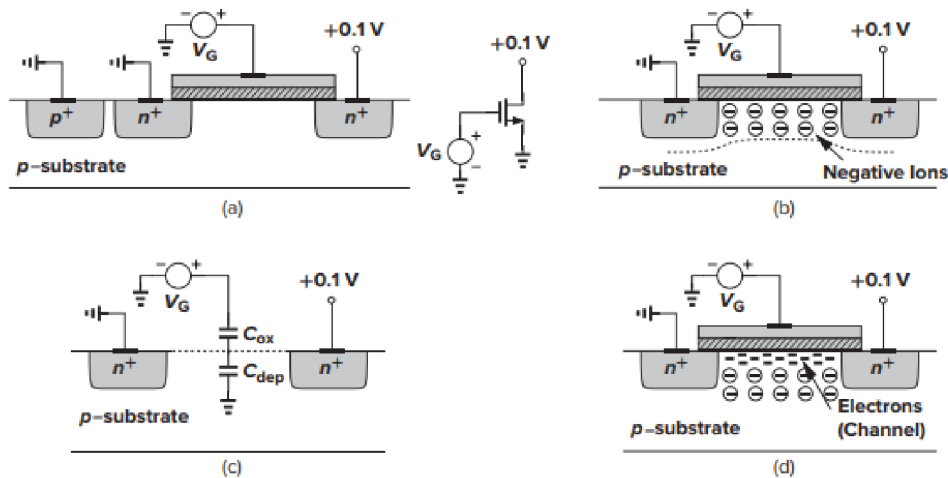 − +
V_G
+0.1 V
p+
n+
n+
p−substrate
(a)
+0.1 V
V_G
+
−
− +
V_G
+0.1 V
n+
n+
p−substrate
Negative Ions
(b)
− +
V_G
+0.1 V
C_ox
C_dep
n+
n+
p−substrate
(c)
− +
V_G
+0.1 V
n+
n+
Electrons
(Channel)
p−substrate
(d)